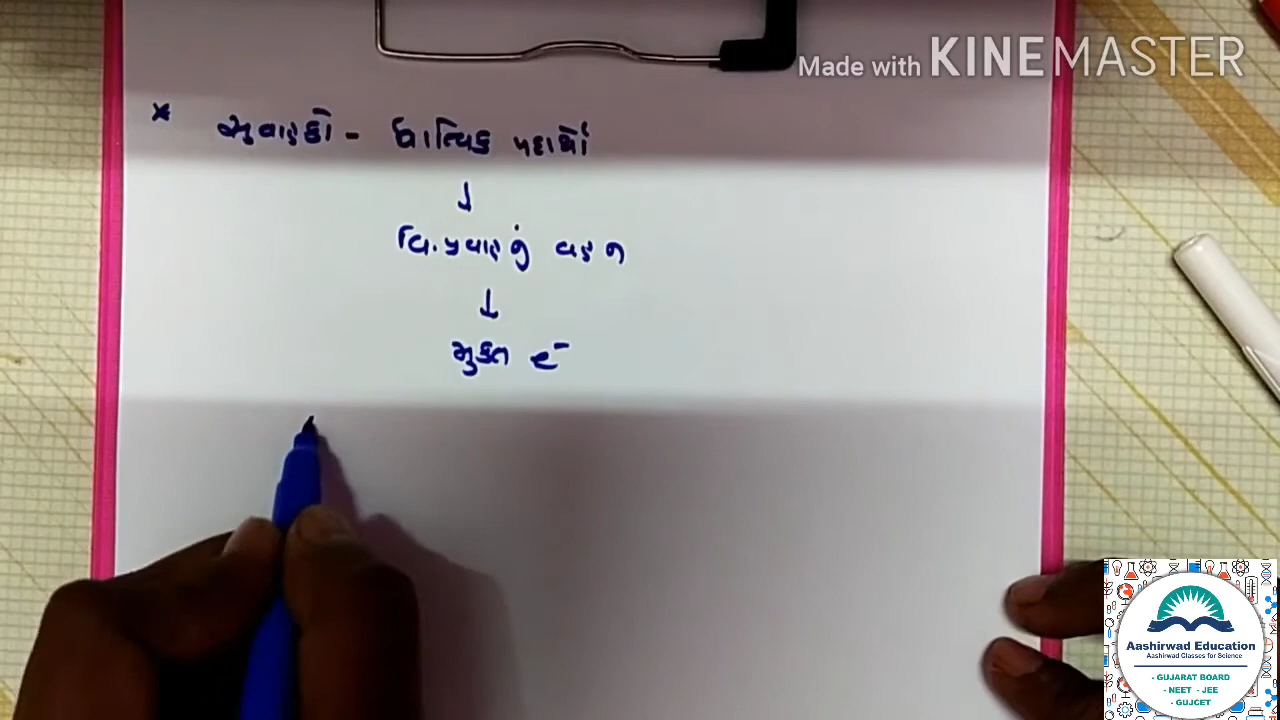 Made with KINEMASTER
* સુવાહકો - ધાત્વિક પદાર્થો
↓
વિ.પ્રવાહનું વહન
↓
મુક્ત e⁻
Aashirwad Education
Aashirwad Classes for Science
- GUJARAT BOARD
- NEET - JEE
- GUJCET